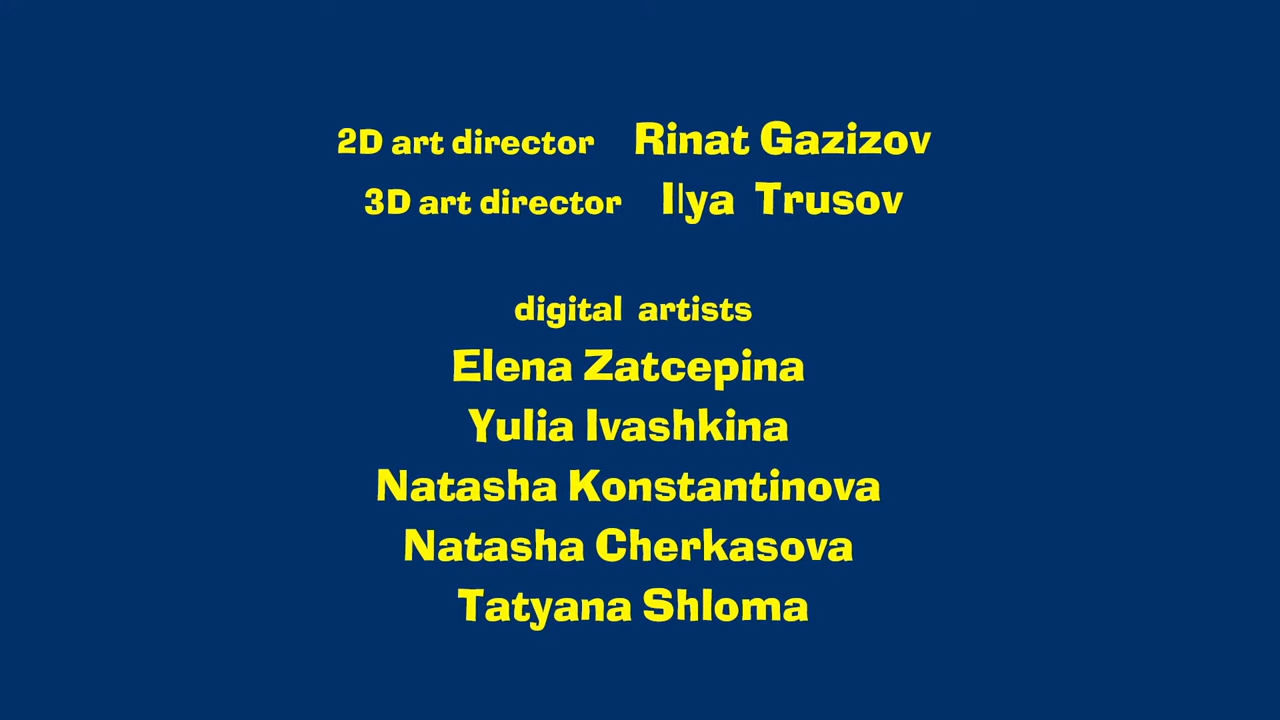 2D art director Rinat Gazizov
3D art director Ilya Trusov
digital artists
Elena Zatcepina
Yulia Ivashkina
Natasha Konstantinova
Natasha Cherkasova
Tatyana Shloma